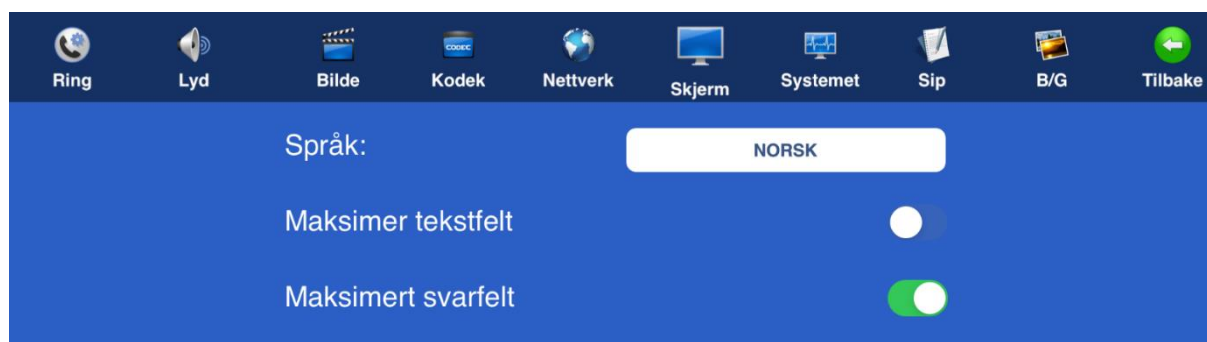 CODEC
Ring Lyd Bilde Kodek Nettverk Skjerm Systemet Sip B/G Tilbake
Språk: NORSK
Maksimer tekstfelt
Maksimert svarfelt